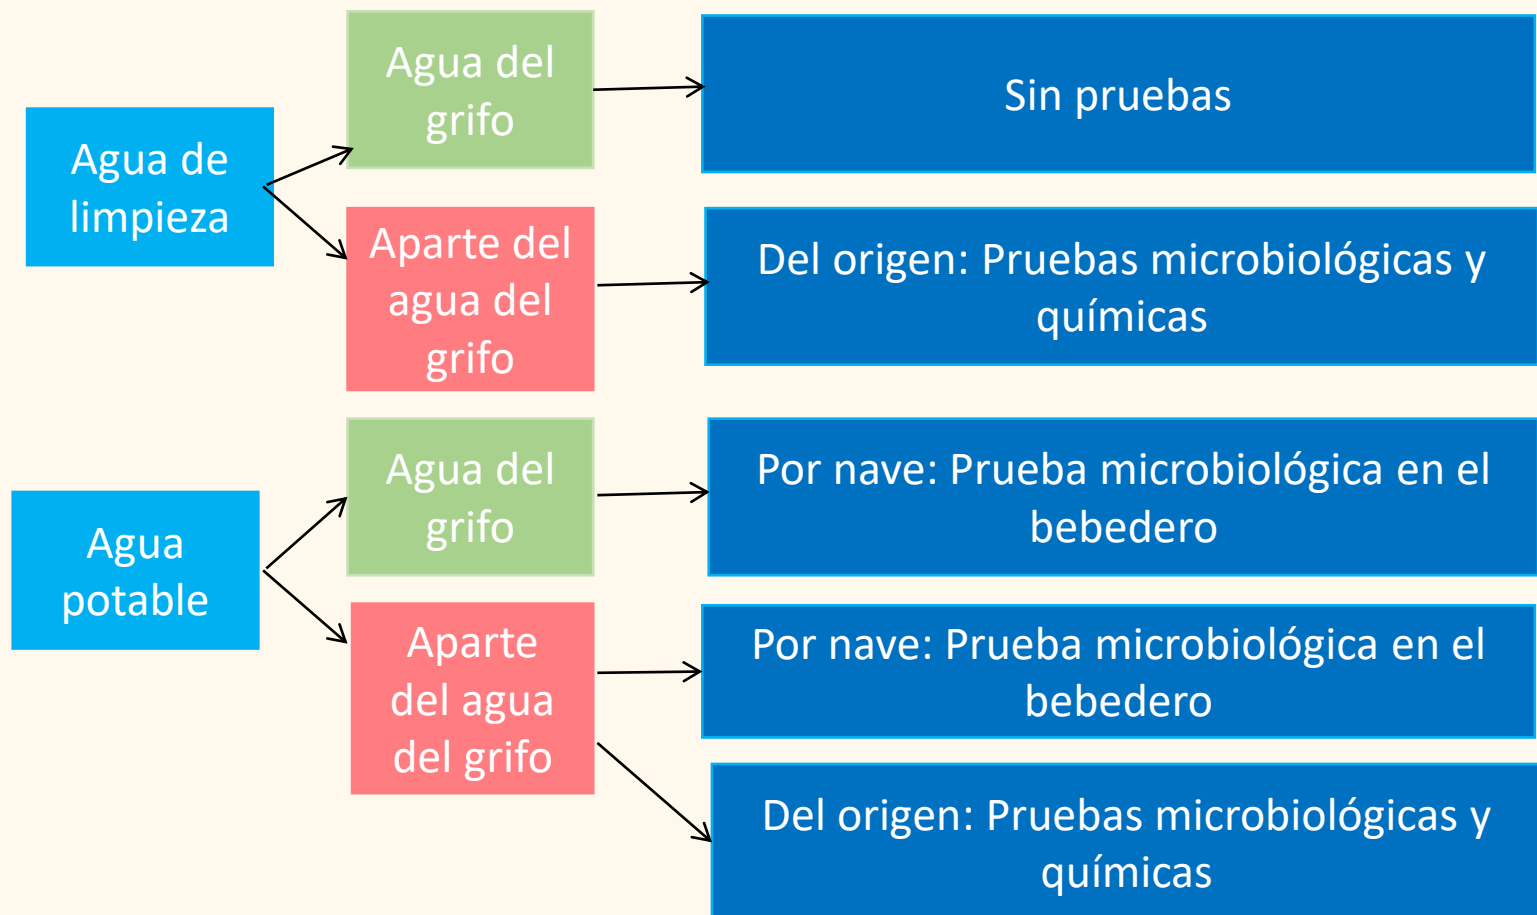 Agua de
limpieza
Agua del
grifo
Sin pruebas
Aparte del
agua del
grifo
Del origen: Pruebas microbiológicas y
químicas
Agua
potable
Agua del
grifo
Por nave: Prueba microbiológica en el
bebedero
Aparte
del agua
del grifo
Por nave: Prueba microbiológica en el
bebedero
Del origen: Pruebas microbiológicas y
químicas